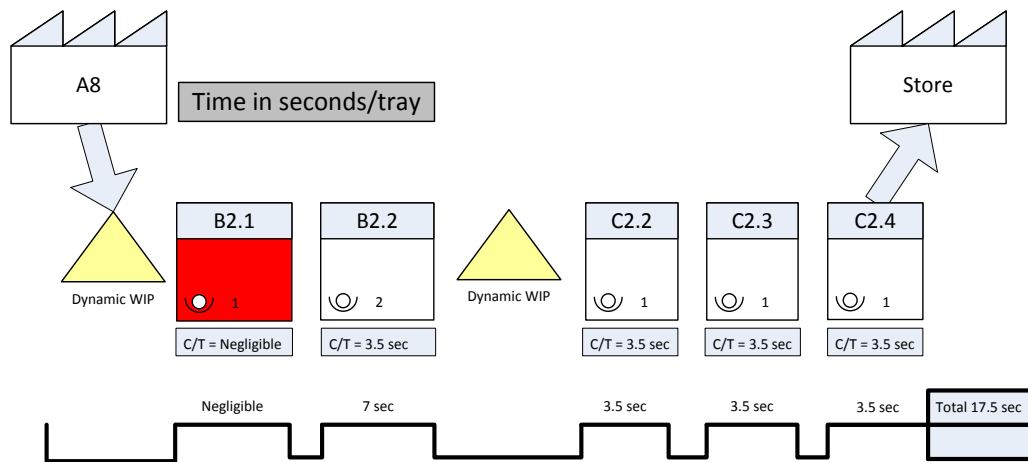 A8
Store
Time in seconds/tray
B2.1
B2.2
C2.2
C2.3
C2.4
Dynamic WIP
1
2
Dynamic WIP
1
1
1
C/T = Negligible
C/T = 3.5 sec
C/T = 3.5 sec
C/T = 3.5 sec
C/T = 3.5 sec
Negligible
7 sec
3.5 sec
3.5 sec
3.5 sec
Total 17.5 sec